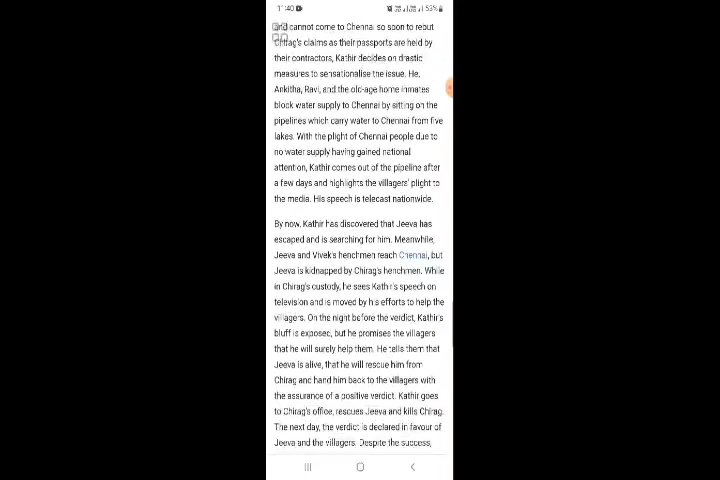 11:40
53%
and cannot come to Chennai so soon to rebut
Chirag's claims as their passports are held by
their contractors, Kathir decides on drastic
measures to sensationalise the issue. He,
Ankitha, Ravi, and the old-age home inmates
block water supply to Chennai by sitting on the
pipelines which carry water to Chennai from five
lakes. With the plight of Chennai people due to
no water supply having gained national
attention, Kathir comes out of the pipeline after
a few days and highlights the villagers' plight to
the media. His speech is telecast nationwide.
By now, Kathir has discovered that Jeeva has
escaped and is searching for him. Meanwhile,
Jeeva and Vivek's henchmen reach Chennai, but
Jeeva is kidnapped by Chirag's henchmen. While
in Chirag's custody, he sees Kathir's speech on
television and is moved by his efforts to help the
villagers. On the night before the verdict, Kathir's
bluff is exposed, but he promises the villagers
that he will surely help them. He tells them that
Jeeva is alive, that he will rescue him from
Chirag and hand him back to the villagers with
the assurance of a positive verdict. Kathir goes
to Chirag's office, rescues Jeeva and kills Chirag.
The next day, the verdict is declared in favour of
Jeeva and the villagers. Despite the success,